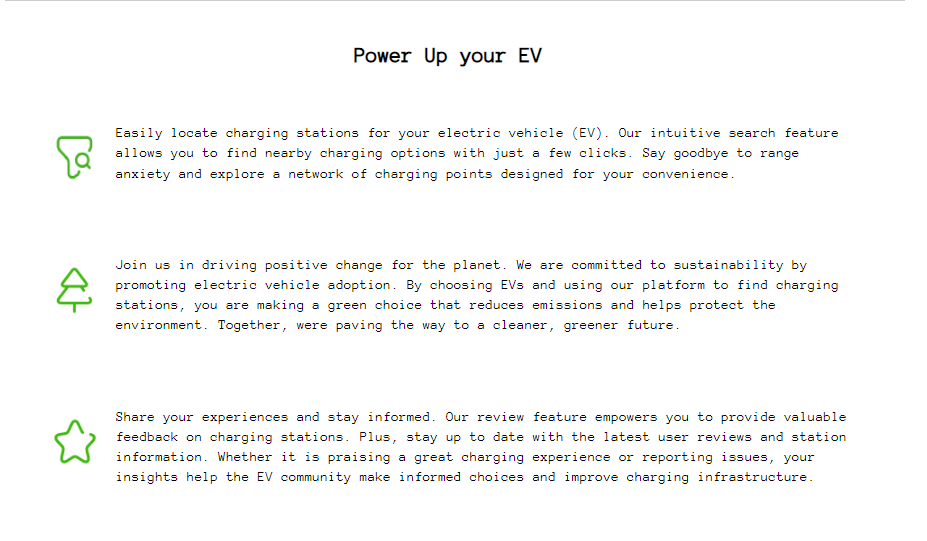 Power Up your EV
Easily locate charging stations for your electric vehicle (EV). Our intuitive search feature
allows you to find nearby charging options with just a few clicks. Say goodbye to range
anxiety and explore a network of charging points designed for your convenience.
Join us in driving positive change for the planet. We are committed to sustainability by
promoting electric vehicle adoption. By choosing EVs and using our platform to find charging
stations, you are making a green choice that reduces emissions and helps protect the
environment. Together, were paving the way to a cleaner, greener future.
Share your experiences and stay informed. Our review feature empowers you to provide valuable
feedback on charging stations. Plus, stay up to date with the latest user reviews and station
information. Whether it is praising a great charging experience or reporting issues, your
insights help the EV community make informed choices and improve charging infrastructure.